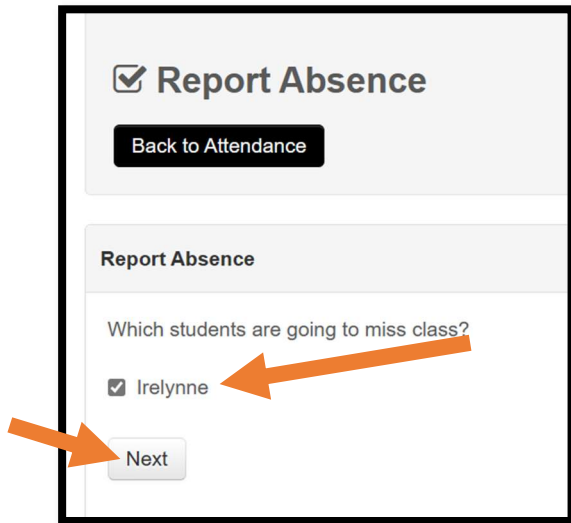 Report Absence
Back to Attendance
Report Absence
Which students are going to miss class?
Irelynne
Next